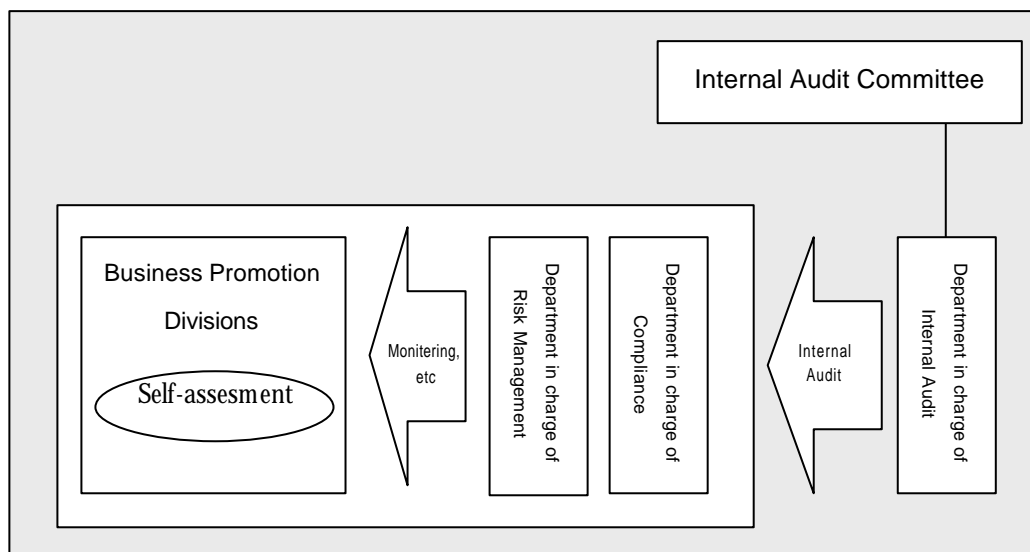 Internal Audit Committee
Business Promotion
Divisions
Self-assesment
Monitering,
etc
Department in charge of
Risk Management
Department in charge of
Compliance
Internal
Audit
Department in charge of
Internal Audit